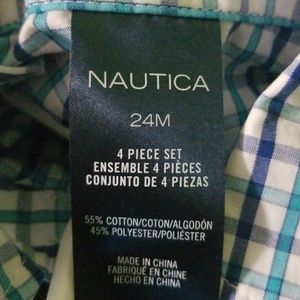 NAUTICA
24M
4 PIECE SET
ENSEMBLE 4 PIÈCES
CONJUNTO DE 4 PIEZAS
55% COTTON/COTON/ALGODÓN
45% POLYESTER/POLIÉSTER
MADE IN CHINA
FABRIQUÉ EN CHINE
HECHO EN CHINA